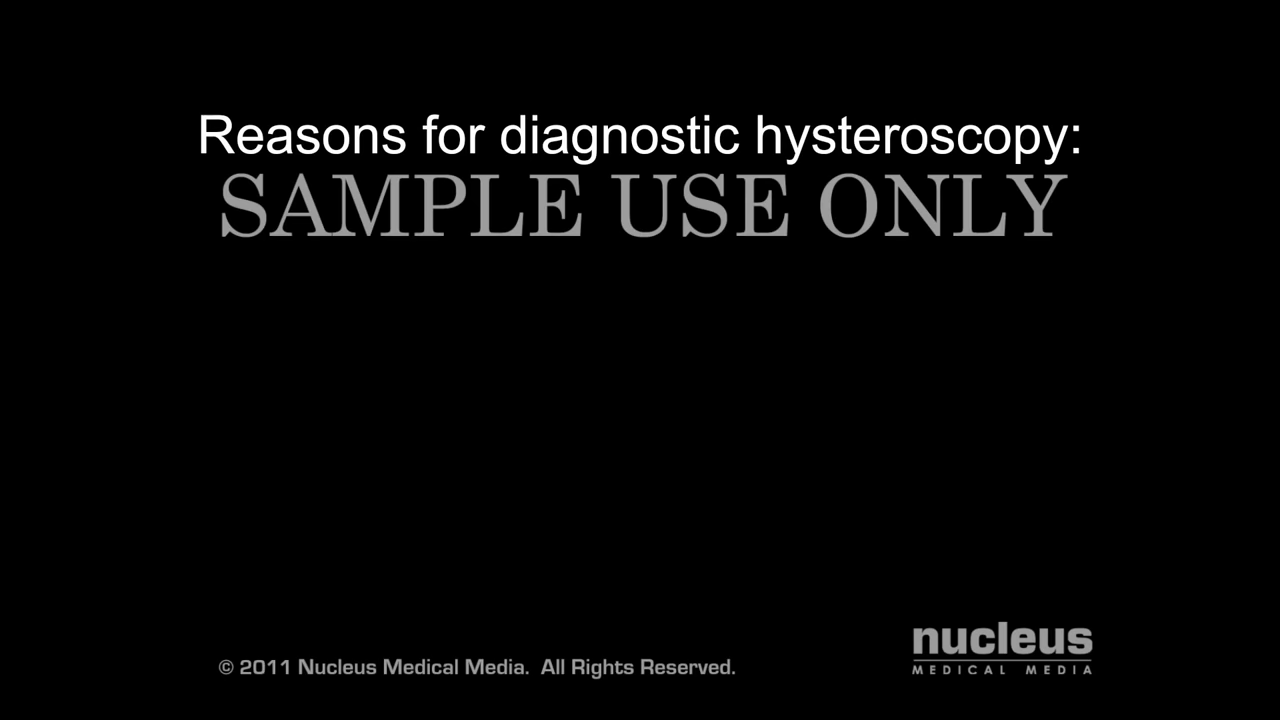 Reasons for diagnostic hysteroscopy:
SAMPLE USE ONLY
nucleus
MEDICAL MEDIA
© 2011 Nucleus Medical Media. All Rights Reserved.